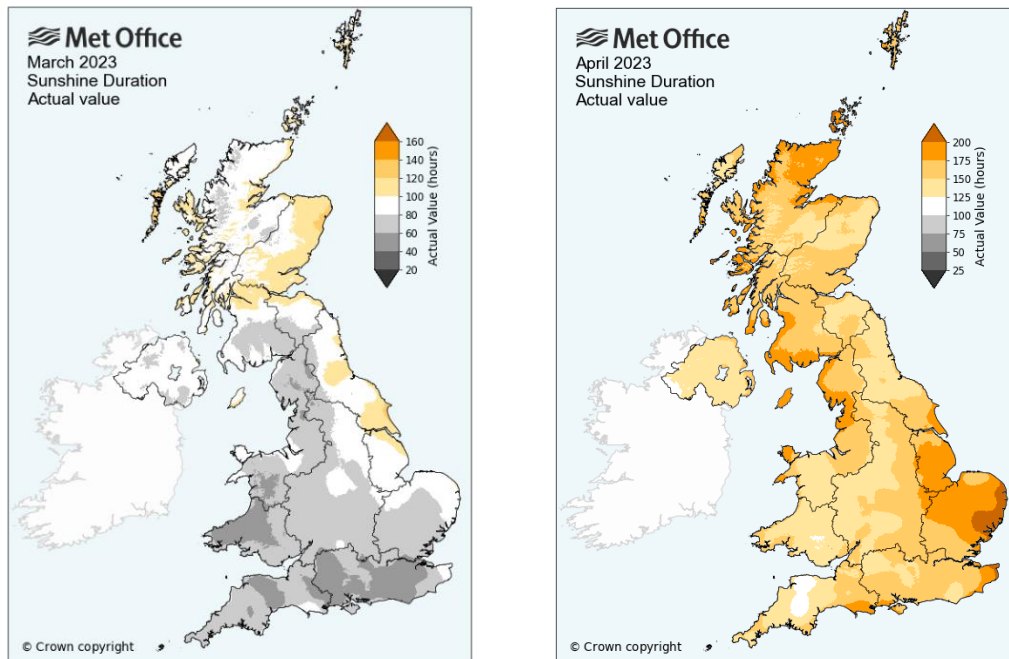 Met Office
March 2023
Sunshine Duration
Actual value
160
140
120
100
80
60
40
20
Actual Value (hours)
© Crown copyright
Met Office
April 2023
Sunshine Duration
Actual value
200
175
150
125
100
75
50
25
Actual Value (hours)
© Crown copyright